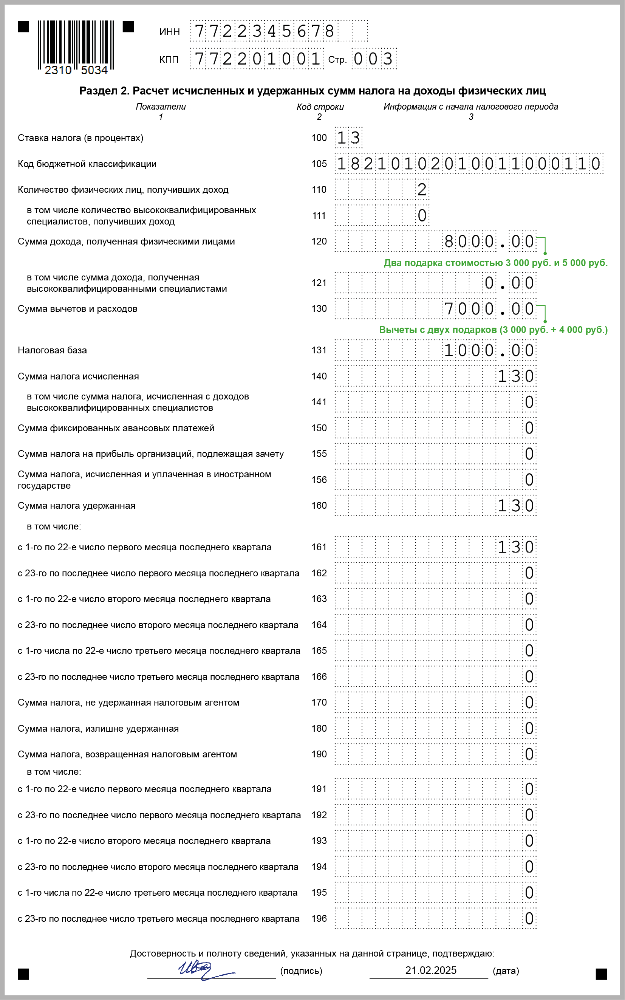 ИНН 7722345678
КПП 772201001 Стр. 003
2310 5034
Раздел 2. Расчет исчисленных и удержанных сумм налога на доходы физических лиц
Показатели Код строки Информация с начала налогового периода
1 2 3
Ставка налога (в процентах) 100 13
Код бюджетной классификации 105 18210102010011000110
Количество физических лиц, получивших доход 110 2
в том числе количество высококвалифицированных
специалистов, получивших доход 111 0
Сумма дохода, полученная физическими лицами 120 8000.00
Два подарка стоимостью 3 000 руб. и 5 000 руб.
в том числе сумма дохода, полученная
высококвалифицированными специалистами 121 0.00
Сумма вычетов и расходов 130 7000.00
Вычеты с двух подарков (3 000 руб. + 4 000 руб.)
Налоговая база 131 1000.00
Сумма налога исчисленная 140 130
в том числе сумма налога, исчисленная с доходов
высококвалифицированных специалистов 141 0
Сумма фиксированных авансовых платежей 150 0
Сумма налога на прибыль организаций, подлежащая зачету 155 0
Сумма налога, исчисленная и уплаченная в иностранном
государстве 156 0
Сумма налога удержанная 160 130
в том числе:
с 1-го по 22-е число первого месяца последнего квартала 161 130
с 23-го по последнее число первого месяца последнего квартала 162 0
с 1-го по 22-е число второго месяца последнего квартала 163 0
с 23-го по последнее число второго месяца последнего квартала 164 0
с 1-го числа по 22-е число третьего месяца последнего квартала 165 0
с 23-го по последнее число третьего месяца последнего квартала 166 0
Сумма налога, не удержанная налоговым агентом 170 0
Сумма налога, излишне удержанная 180 0
Сумма налога, возвращенная налоговым агентом 190 0
в том числе:
с 1-го по 22-е число первого месяца последнего квартала 191 0
с 23-го по последнее число первого месяца последнего квартала 192 0
с 1-го по 22-е число второго месяца последнего квартала 193 0
с 23-го по последнее число второго месяца последнего квартала 194 0
с 1-го числа по 22-е число третьего месяца последнего квартала 195 0
с 23-го по последнее число третьего месяца последнего квартала 196 0
Достоверность и полноту сведений, указанных на данной странице, подтверждаю:
(подпись) 21.02.2025 (дата)